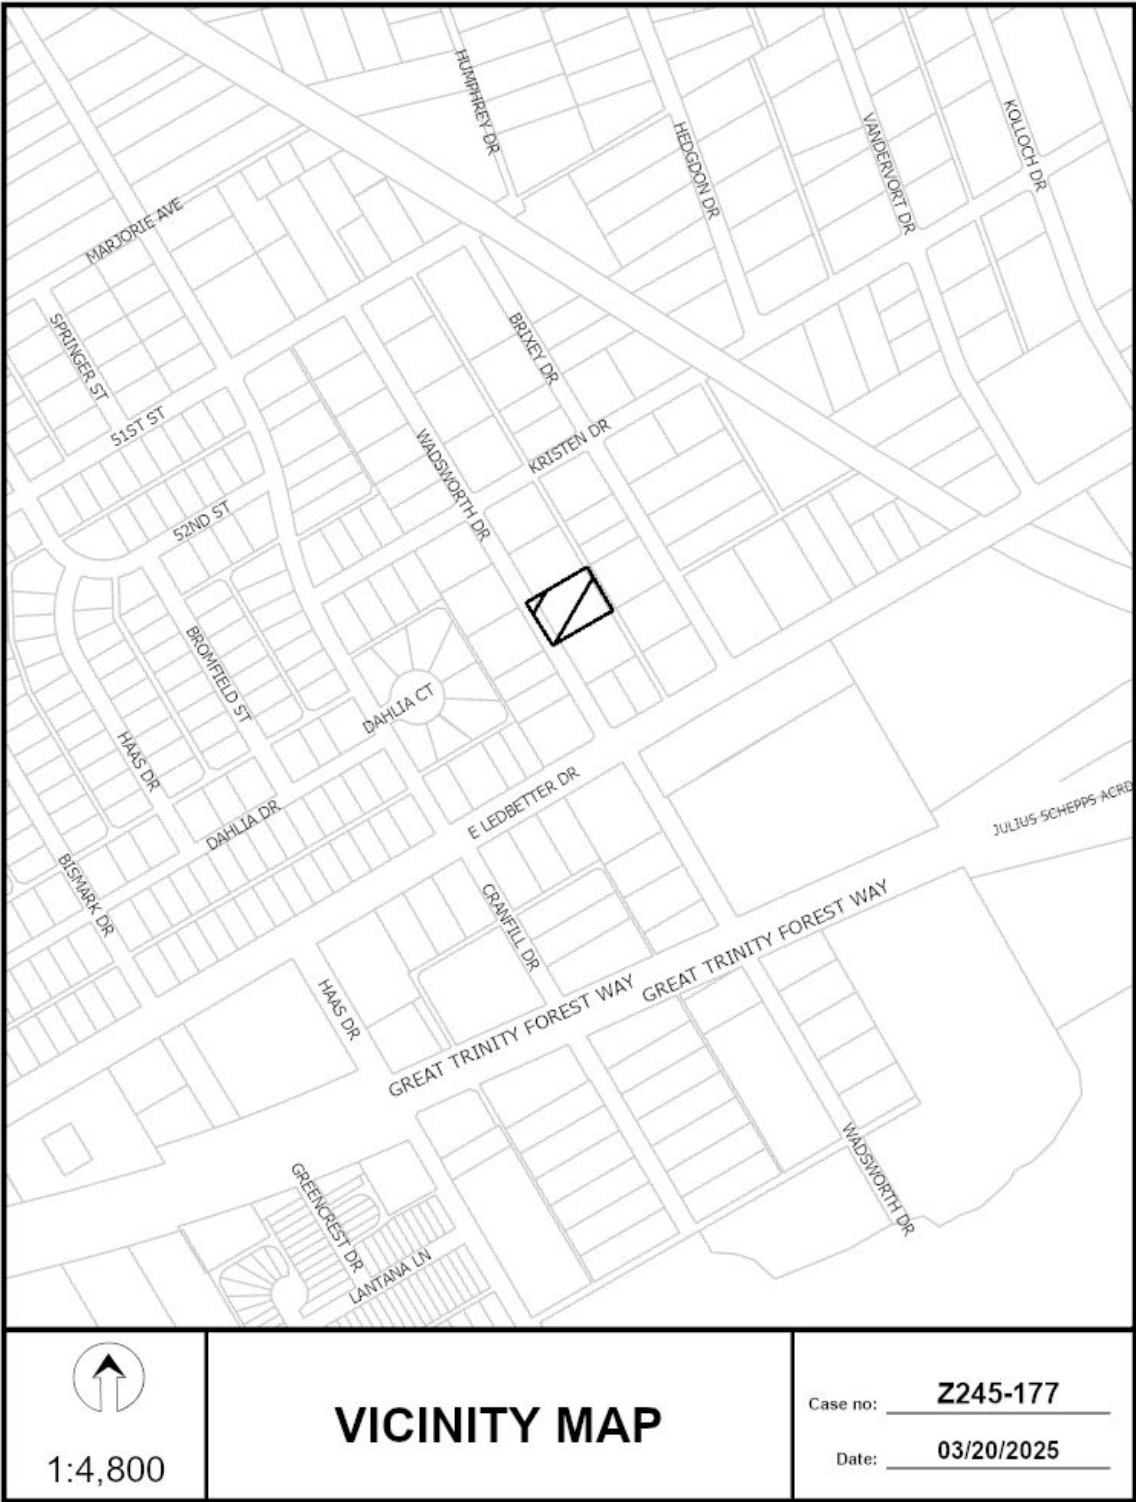 HUMPHREY DR
HEDGDON DR
VANDERVORT DR
KOLLOCH DR
MARJORIE AVE
SPRINGER ST
BRIXEY DR
51ST ST
WADSWORTH DR
KRISTEN DR
52ND ST
BROMFIELD ST
DAHLIA CT
HAAS DR
E LEDBETTER DR
DAHLIA DR
JULIUS SCHEPPS ACRD
BISMARK DR
CRANFILL DR
GREAT TRINITY FOREST WAY
HAAS DR
GREAT TRINITY FOREST WAY
WADSWORTH DR
GREENCREST DR
LANTANA LN
1:4,800
VICINITY MAP
Case no: Z245-177
Date: 03/20/2025